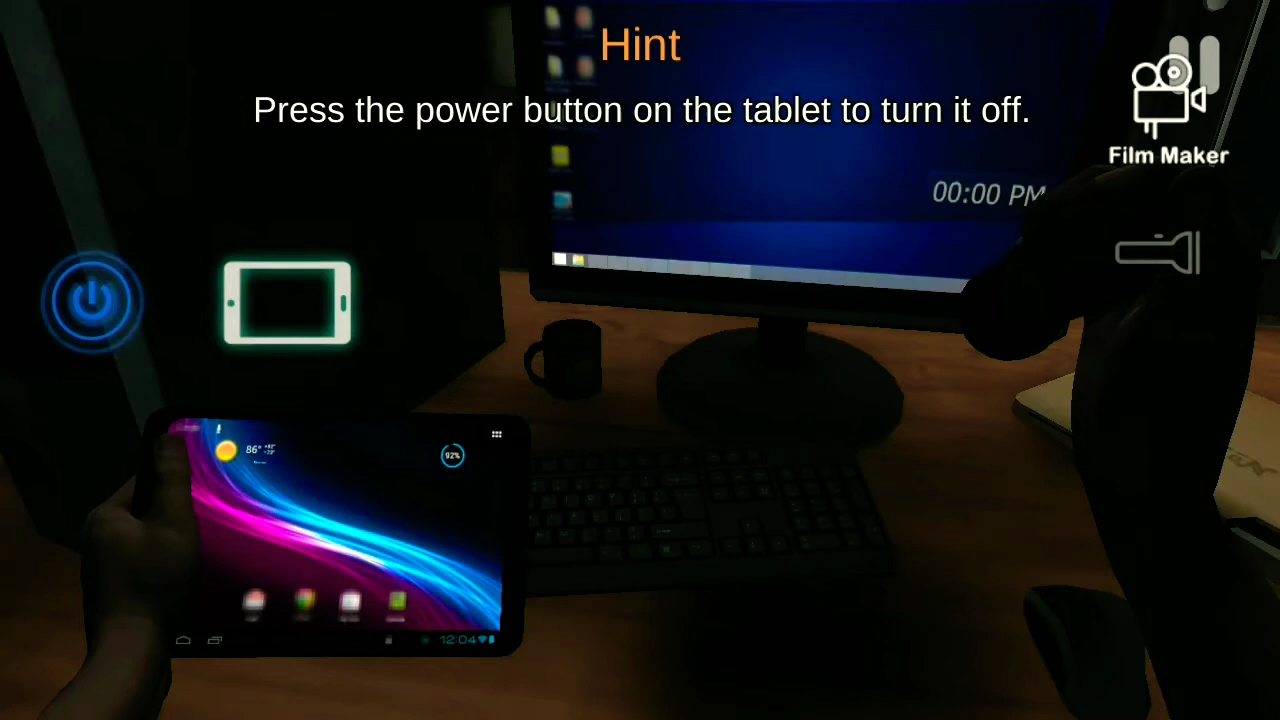 Hint
Press the power button on the tablet to turn it off.
Film Maker
00:00 PM
86°
92%
12:04